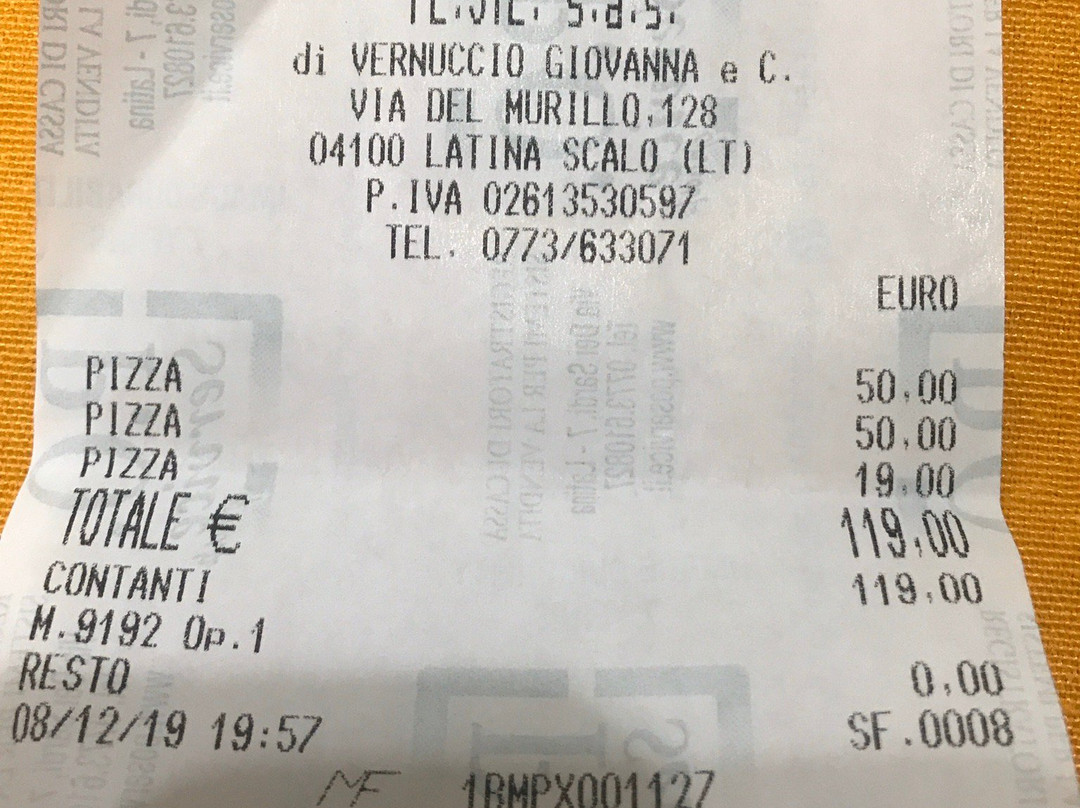 di VERNUCCIO GIOVANNA e C.
VIA DEL MURILLO,128
04100 LATINA SCALO (LT)
P.IVA 02613530597
TEL. 0773/633071
EURO
PIZZA 50,00
PIZZA 50,00
PIZZA 19,00
TOTALE € 119,00
CONTANTI 119,00
M.9192 Op.1
RESTO 0,00
08/12/19 19:57 SF.0008
MF 1BMPX001127